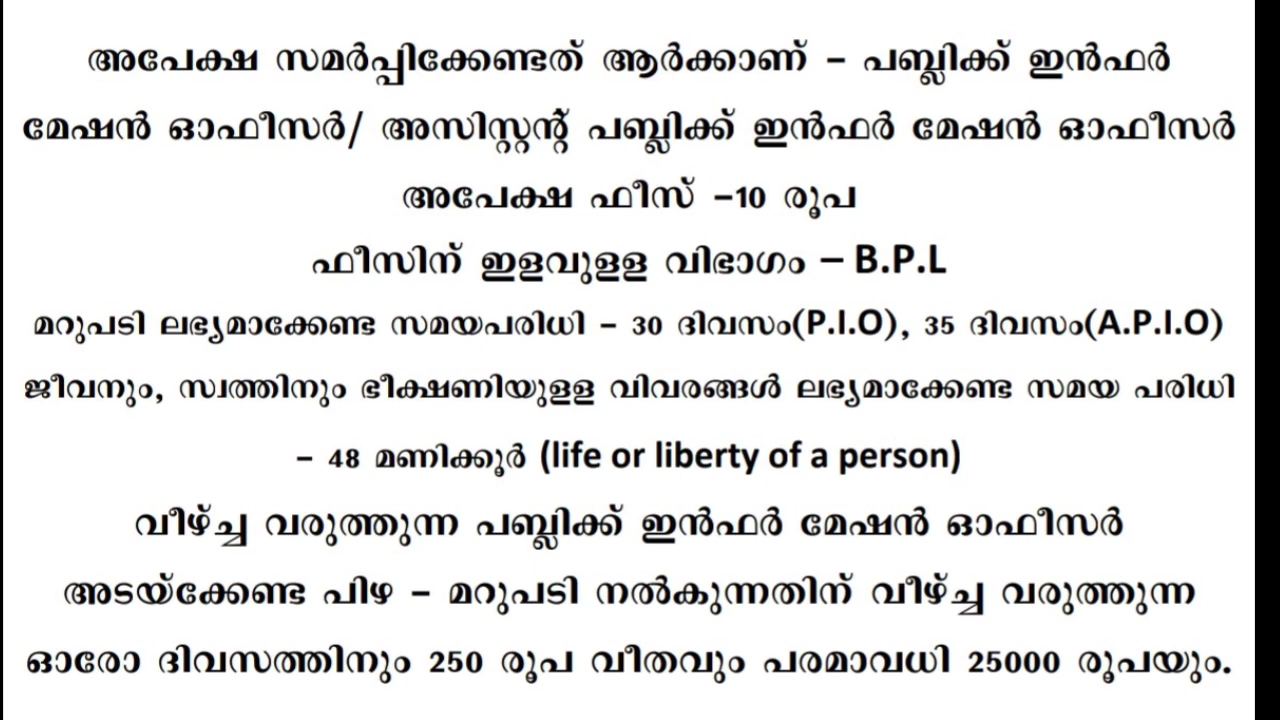 അപേക്ഷ സമർപ്പിക്കേണ്ടത് ആർക്കാണ് – പബ്ലിക്ക് ഇൻഫർ
മേഷൻ ഓഫീസർ/ അസിസ്റ്റന്റ് പബ്ലിക്ക് ഇൻഫർ മേഷൻ ഓഫീസർ
അപേക്ഷ ഫീസ് –10 രൂപ
ഫീസിന് ഇളവുളള വിഭാഗം – B.P.L
മറുപടി ലഭ്യമാക്കേണ്ട സമയപരിധി – 30 ദിവസം(P.I.O), 35 ദിവസം(A.P.I.O)
ജീവനും, സ്വത്തിനും ഭീക്ഷണിയുളള വിവരങ്ങൾ ലഭ്യമാക്കേണ്ട സമയ പരിധി
– 48 മണിക്കൂർ (life or liberty of a person)
വീഴ്ച്ച വരുത്തുന്ന പബ്ലിക്ക് ഇൻഫർ മേഷൻ ഓഫീസർ
അടയ്ക്കേണ്ട പിഴ – മറുപടി നൽകുന്നതിന് വീഴ്ച്ച വരുത്തുന്ന
ഓരോ ദിവസത്തിനും 250 രൂപ വീതവും പരമാവധി 25000 രൂപയും.